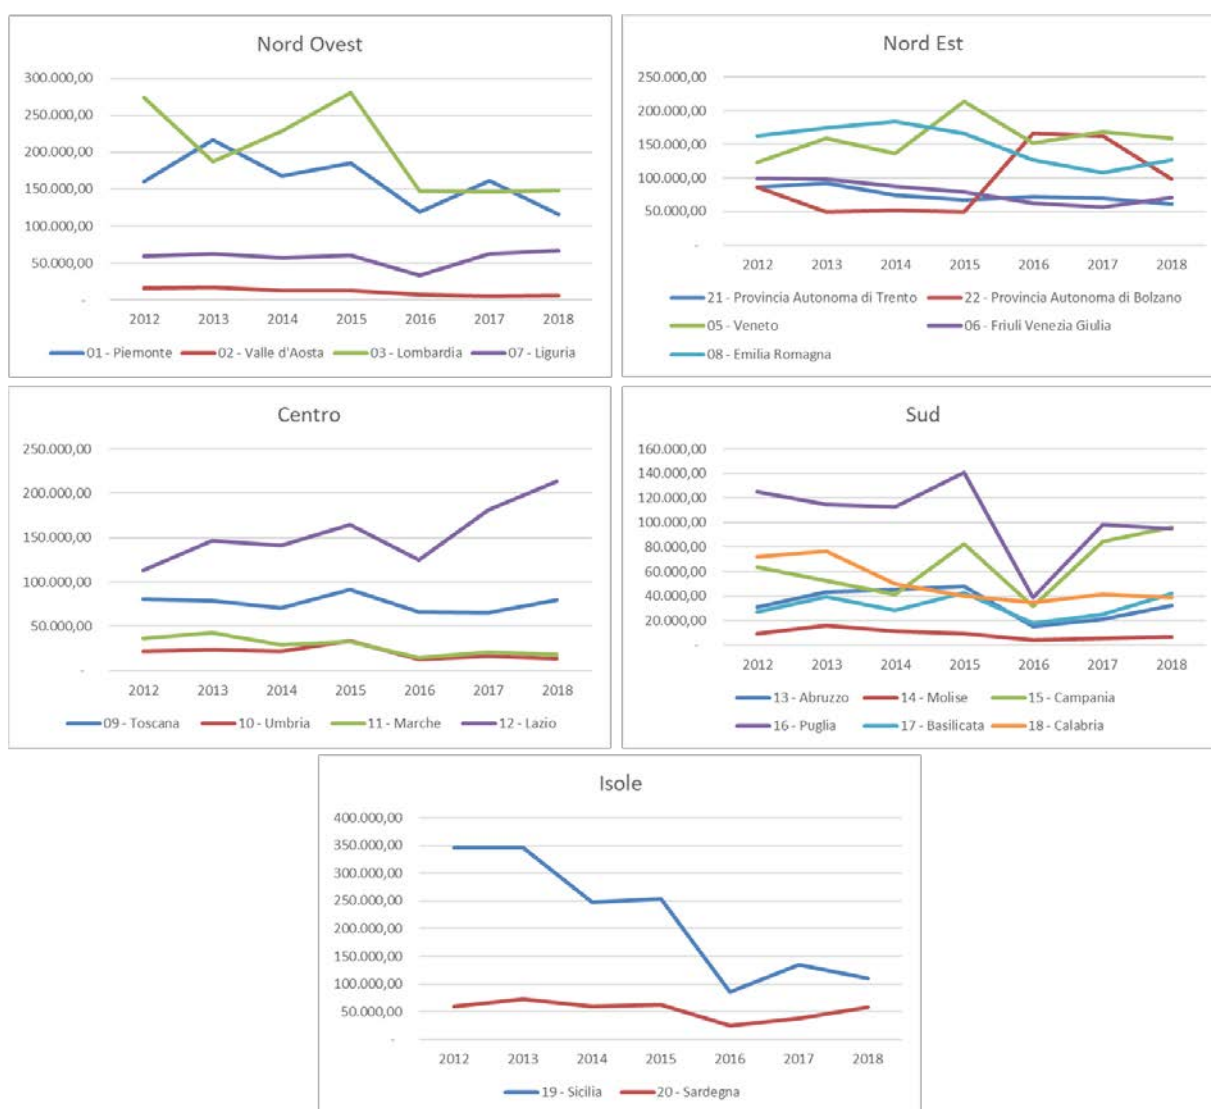 Nord Ovest
300.000,00
250.000,00
200.000,00
150.000,00
100.000,00
50.000,00
-
2012 2013 2014 2015 2016 2017 2018
01 - Piemonte 02 - Valle d'Aosta 03 - Lombardia 07 - Liguria
Nord Est
250.000,00
200.000,00
150.000,00
100.000,00
50.000,00
-
2012 2013 2014 2015 2016 2017 2018
21 - Provincia Autonoma di Trento 22 - Provincia Autonoma di Bolzano
05 - Veneto 06 - Friuli Venezia Giulia
08 - Emilia Romagna
Centro
250.000,00
200.000,00
150.000,00
100.000,00
50.000,00
-
2012 2013 2014 2015 2016 2017 2018
09 - Toscana 10 - Umbria 11 - Marche 12 - Lazio
Sud
160.000,00
140.000,00
120.000,00
100.000,00
80.000,00
60.000,00
40.000,00
20.000,00
-
2012 2013 2014 2015 2016 2017 2018
13 - Abruzzo 14 - Molise 15 - Campania
16 - Puglia 17 - Basilicata 18 - Calabria
Isole
400.000,00
350.000,00
300.000,00
250.000,00
200.000,00
150.000,00
100.000,00
50.000,00
-
2012 2013 2014 2015 2016 2017 2018
19 - Sicilia 20 - Sardegna